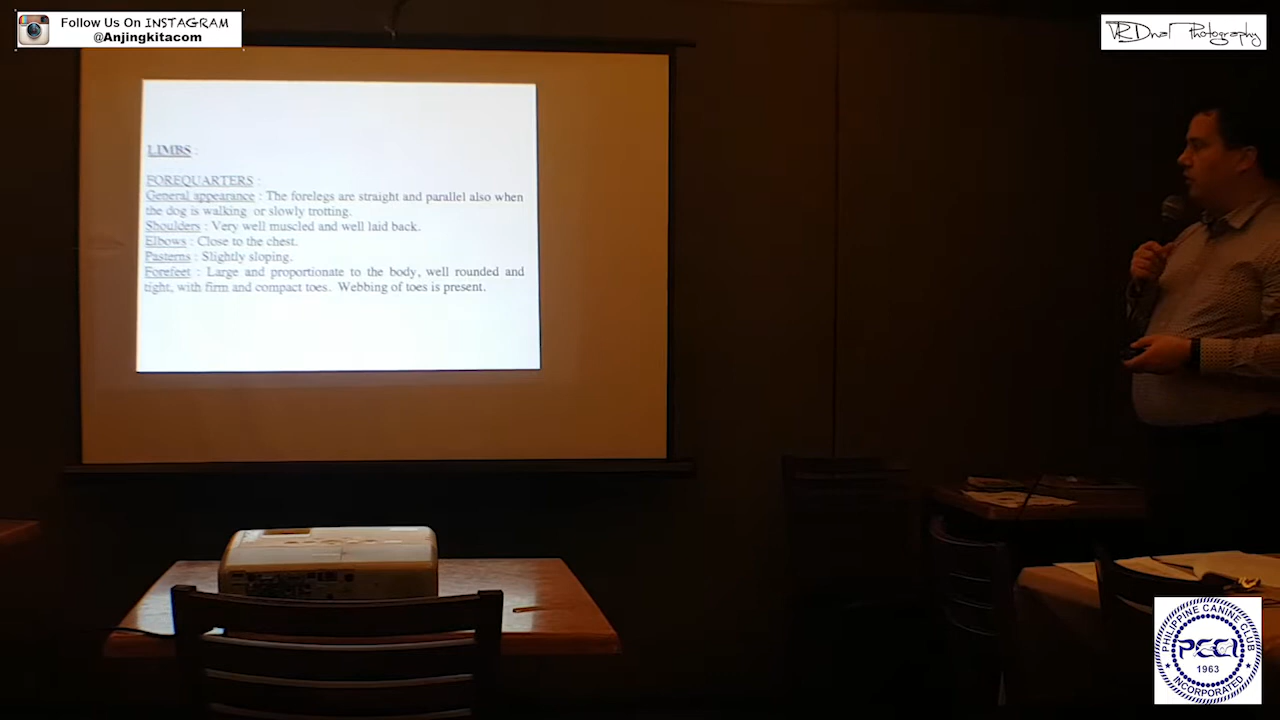 Follow Us On INSTAGRAM
@Anjingkitacom
VRDnal Photography
LIMBS :
FOREQUARTERS :
General appearance : The forelegs are straight and parallel also when
the dog is walking or slowly trotting.
Shoulders : Very well muscled and well laid back.
Elbows : Close to the chest.
Pasterns : Slightly sloping.
Forefeet : Large and proportionate to the body, well rounded and
tight, with firm and compact toes. Webbing of toes is present.
PHILIPPINE CANINE CLUB
PCCI
1963
INCORPORATED